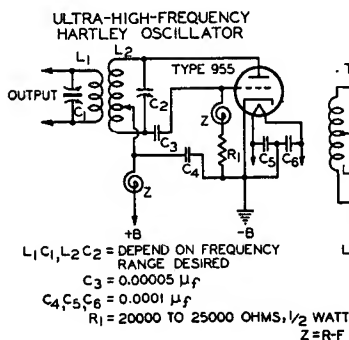 ULTRA-HIGH-FREQUENCY
HARTLEY OSCILLATOR
L1 L2
TYPE 955
OUTPUT
C1
C2
C3
Z
R1
C4
C5 C6
Z
+B
-B
L1C1, L2C2 = DEPEND ON FREQUENCY
RANGE DESIRED
C3 = 0.00005 μf
C4, C5, C6 = 0.0001 μf
R1 = 20000 TO 25000 OHMS, 1/2 WATT
Z = R-F
L
L